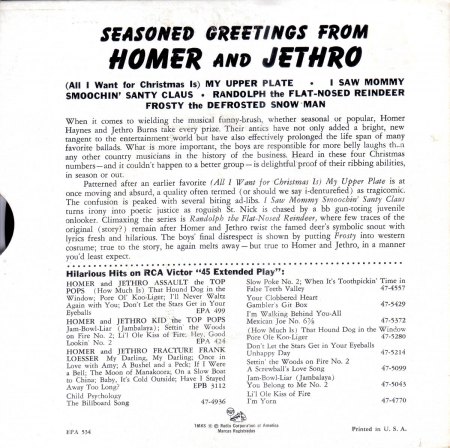 SEASONED GREETINGS FROM
HOMER AND JETHRO
(All I Want for Christmas Is) MY UPPER PLATE • I SAW MOMMY
SMOOCHIN' SANTY CLAUS • RANDOLPH the FLAT-NOSED REINDEER
FROSTY the DEFROSTED SNOW MAN
When it comes to wielding the musical funny-brush, whether seasonal or popular, Homer
Haynes and Jethro Burns take every prize. Their antics have not only added a bright, new
tangent to the entertainment world but have also effectively prolonged the life span of many
favorite ballads. What is more important, the boys are responsible for more belly laughs than
any other country musicians in the history of the business. Heard in these four Christmas
numbers—and it couldn't happen to a better group—is delightful proof of their ribbing abilities,
in season or out.
Patterned after an earlier favorite (All I Want for Christmas Is) My Upper Plate is at
once moving and absurd, a quality often termed (or should we say i-denturefied) as tragicomic.
The confusion is peaked with several biting ad-libs. I Saw Mommy Smoochin' Santy Claus
turns irony into poetic justice as roguish St. Nick is chased by a bb gun-toting juvenile
onlooker. Climaxing the series is Randolph the Flat-Nosed Reindeer, where few traces of the
original (story?) remain after Homer and Jethro twist the famed deer's symbolic snout with
lyrics fresh and hilarious. The boys' final disrespect is shown by putting Frosty into western
costume; true to the story, he again melts away—but true to Homer and Jethro, in a manner
you'd least expect.
Hilarious Hits on RCA Victor "45 Extended Play":
HOMER and JETHRO ASSAULT the TOP
POPS (How Much Is) That Hound Dog in the
Window; Pore Ol' Koo-Liger; I'll Never Waltz
Again with You; Don't Let the Stars Get in Your
Eyeballs EPA 499
HOMER and JETHRO KID the TOP POPS
Jam-Bowl-Liar (Jambalaya); Settin' the Woods
on Fire No. 2; Li'l Ole Kiss of Fire; Hey, Good
Lookin' No. 2 EPA 424
HOMER and JETHRO FRACTURE FRANK
LOESSER My Darling, My Darling; Once in
Love with Amy; A Bushel and a Peck; If I Were
a Bell; The Moon of Manakoora; On a Slow Boat
to China; Baby, It's Cold Outside; Have I Stayed
Away Too Long? EPB 3112
Child Psychology
The Billboard Song 47-4936
Slow Poke No. 2; When It's Toothpickin' Time in
False Teeth Valley 47-4557
Your Clobbered Heart
Gambler's Git Box 47-5429
I'm Walking Behind You-All
Mexican Joe No. 6⅞ 47-5372
(How Much Is) That Hound Dog in the Window
Pore Ole Koo-Liger 47-5280
Don't Let the Stars Get in Your Eyeballs
Unhappy Day 47-5214
Settin' the Woods on Fire No. 2
A Screwball's Love Song 47-5099
Jam-Bowl-Liar (Jambalaya)
You Belong to Me No. 2 47-5043
Li'l Ole Kiss of Fire
I'm Yorn 47-4770
EPA 534
TMKS ® © Radio Corporation of America
Marcas Registradas
Printed in U. S. A.